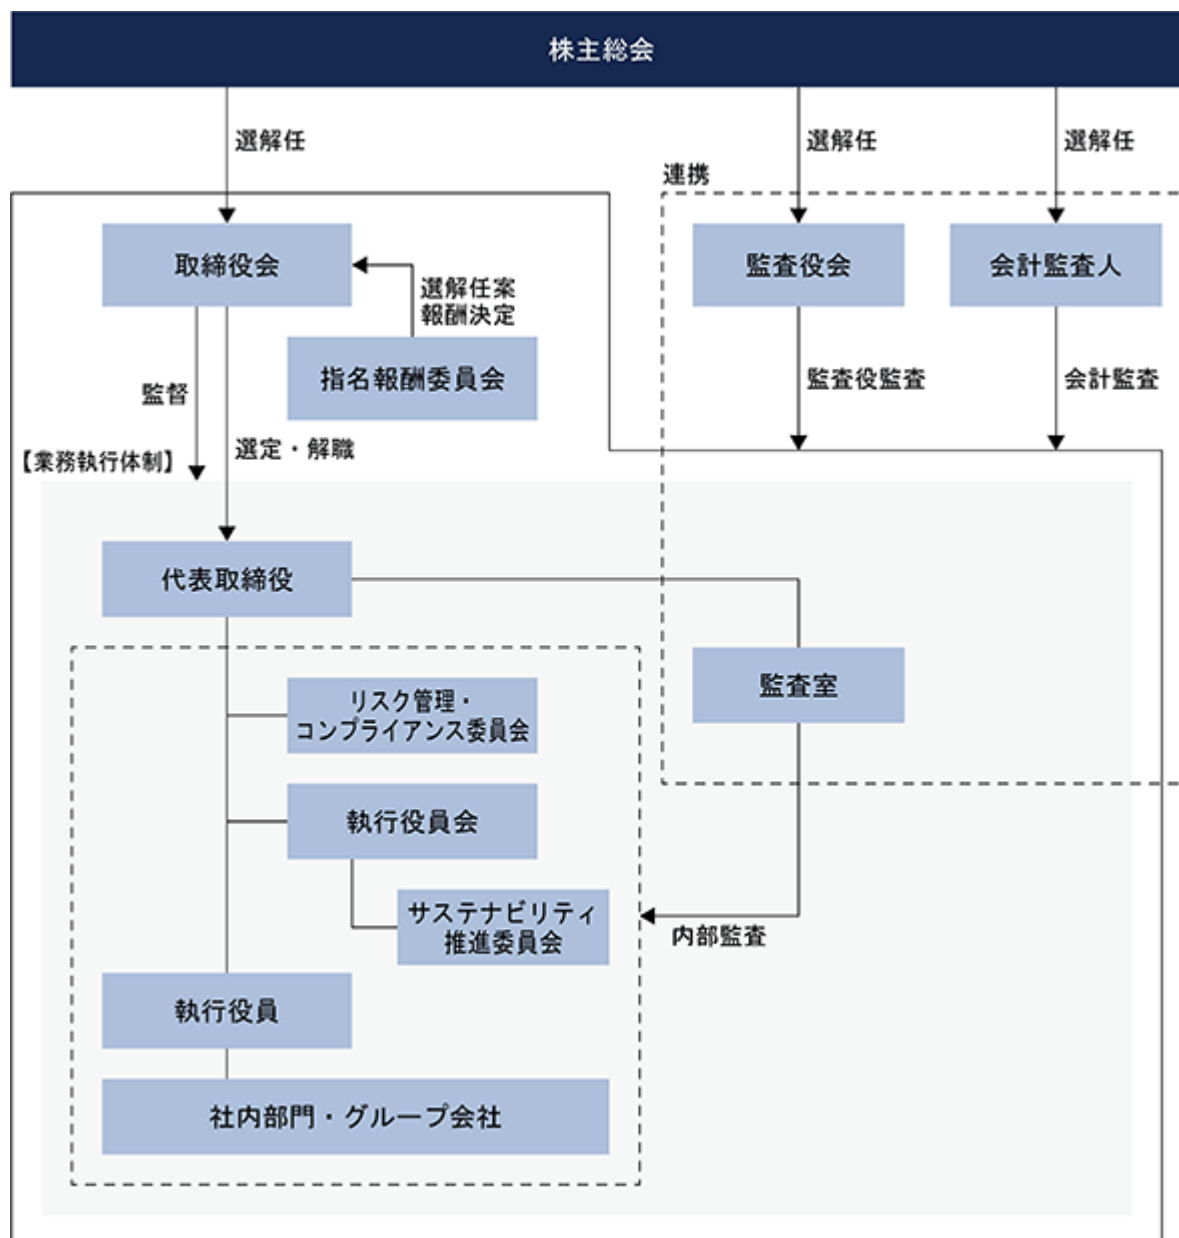 株主総会
選解任
選解任
選解任
連携
取締役会
監査役会
会計監査人
選解任案
報酬決定
指名報酬委員会
監督
監査役監査
会計監査
選定・解職
【業務執行体制】
代表取締役
監査室
リスク管理・
コンプライアンス委員会
執行役員会
サステナビリティ
推進委員会
内部監査
執行役員
社内部門・グループ会社